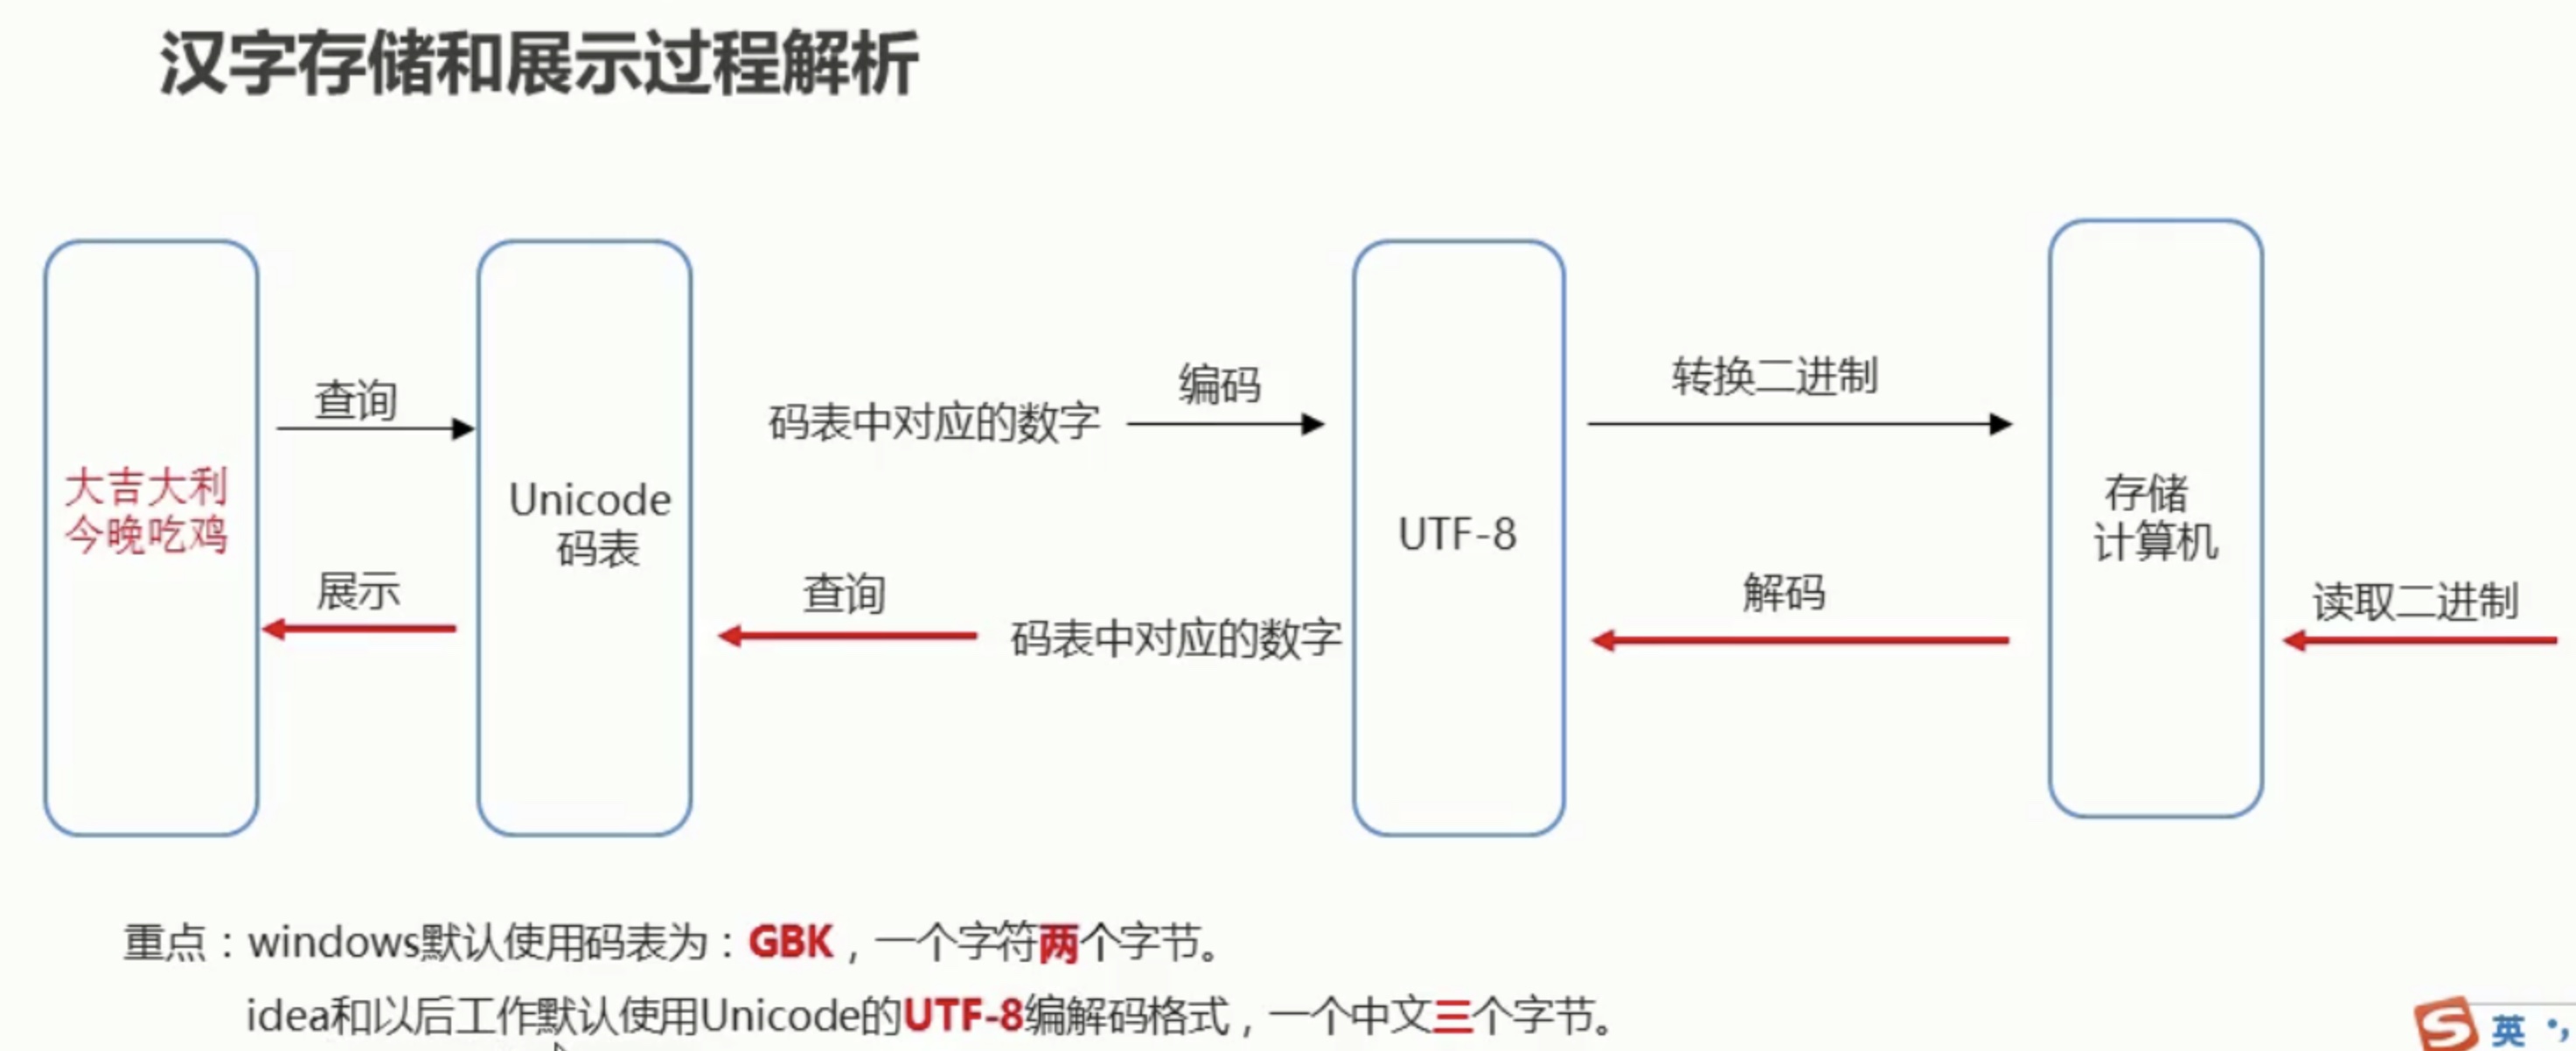 汉字存储和展示过程解析
大吉大利
今晚吃鸡
查询
展示
Unicode
码表
码表中对应的数字
编码
查询
码表中对应的数字
UTF-8
转换二进制
解码
存储
计算机
读取二进制
重点：windows默认使用码表为：GBK，一个字符两个字节。
idea和以后工作默认使用Unicode的UTF-8编解码格式，一个中文三个字节。
S 英